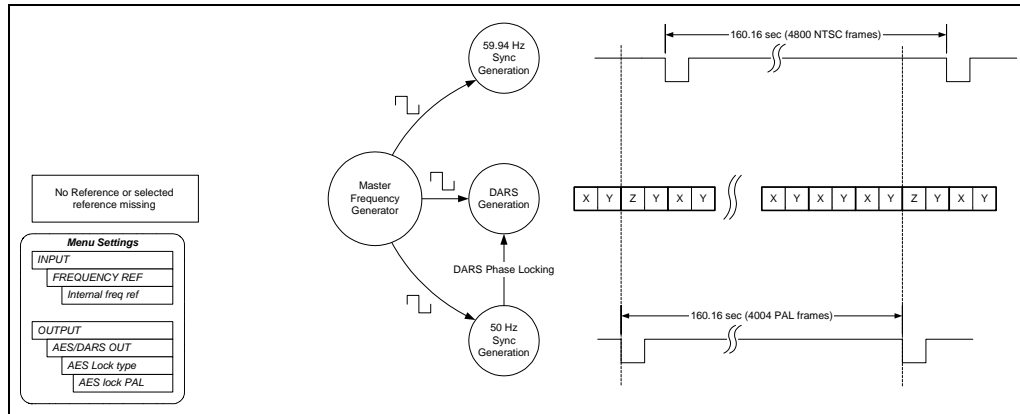 59.94 Hz
Sync
Generation
160.16 sec (4800 NTSC frames)
No Reference or selected
reference missing
Master
Frequency
Generator
DARS
Generation
X Y Z Y X Y
X Y X Y X Y Z Y X Y
Menu Settings
INPUT
FREQUENCY REF
Internal freq ref
OUTPUT
AES/DARS OUT
AES Lock type
AES lock PAL
DARS Phase Locking
50 Hz
Sync
Generation
160.16 sec (4004 PAL frames)